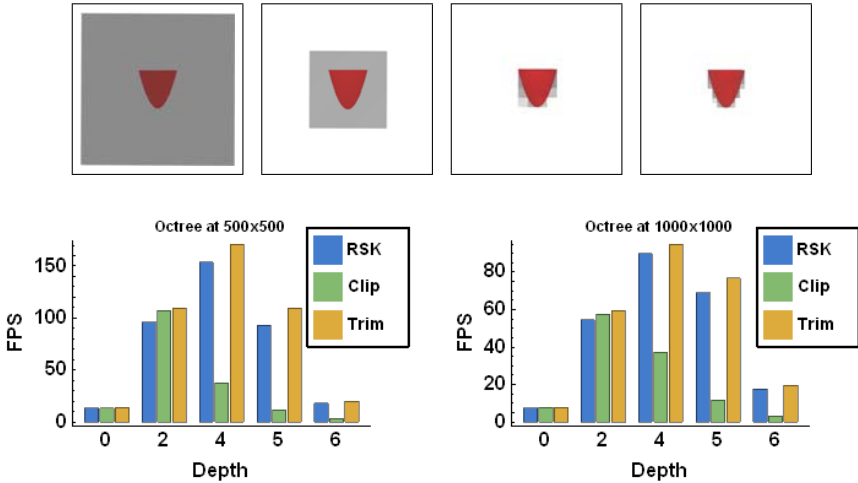 Octree at 500x500
RSK
Clip
Trim
FPS
150
100
50
0
0 2 4 5 6
Depth
Octree at 1000x1000
RSK
Clip
Trim
FPS
80
60
40
20
0
0 2 4 5 6
Depth